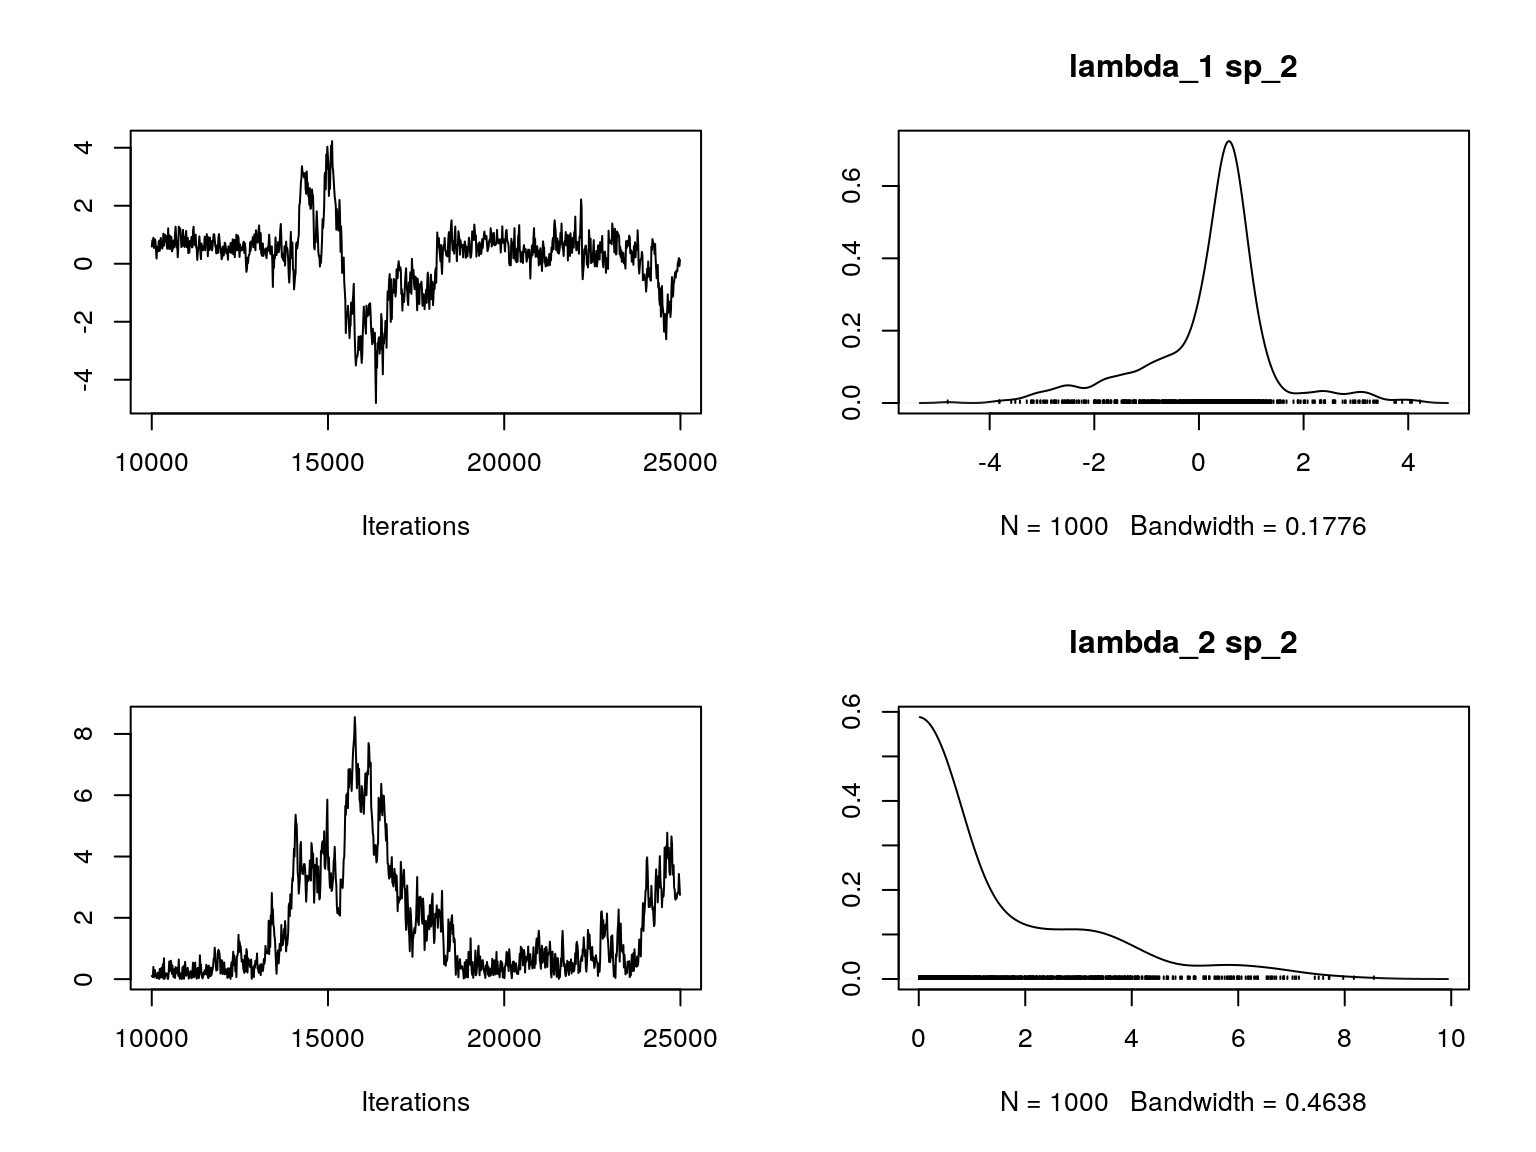 lambda_1 sp_2
4
2
0
-2
-4
10000 15000 20000 25000
Iterations
0.6
0.4
0.2
0.0
-4 -2 0 2 4
N = 1000 Bandwidth = 0.1776
lambda_2 sp_2
8
6
4
2
0
10000 15000 20000 25000
Iterations
0.6
0.4
0.2
0.0
0 2 4 6 8 10
N = 1000 Bandwidth = 0.4638